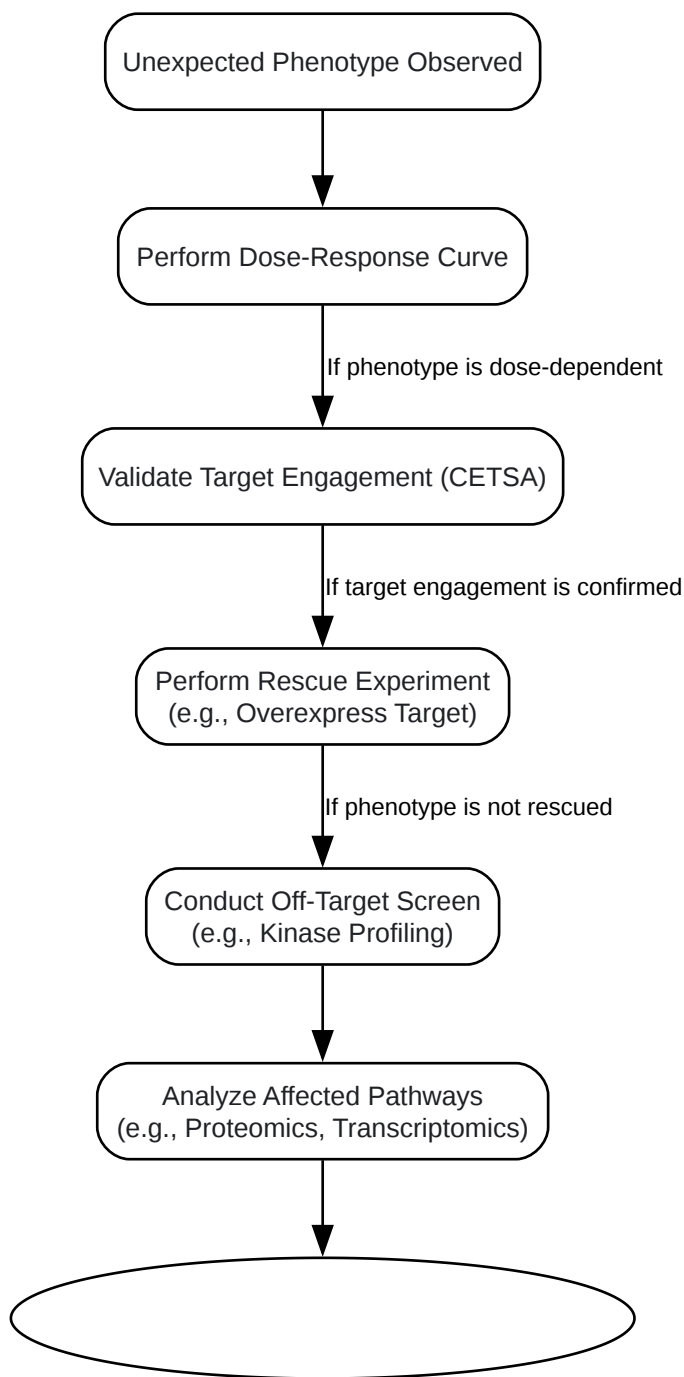 Unexpected Phenotype Observed
Perform Dose-Response Curve
If phenotype is dose-dependent
Validate Target Engagement (CETSA)
If target engagement is confirmed
Perform Rescue Experiment
(e.g., Overexpress Target)
If phenotype is not rescued
Conduct Off-Target Screen
(e.g., Kinase Profiling)
Analyze Affected Pathways
(e.g., Proteomics, Transcriptomics)